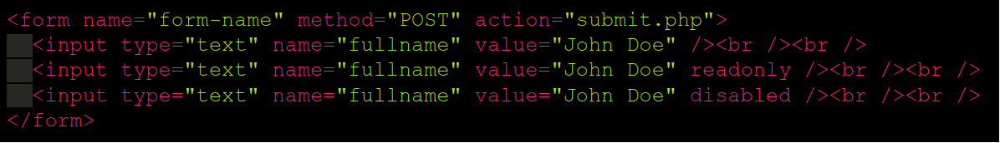 <form name="form-name" method="POST" action="submit.php">
<input type="text" name="fullname" value="John Doe" /><br /><br />
<input type="text" name="fullname" value="John Doe" readonly /><br /><br />
<input type="text" name="fullname" value="John Doe" disabled /><br /><br />
</form>